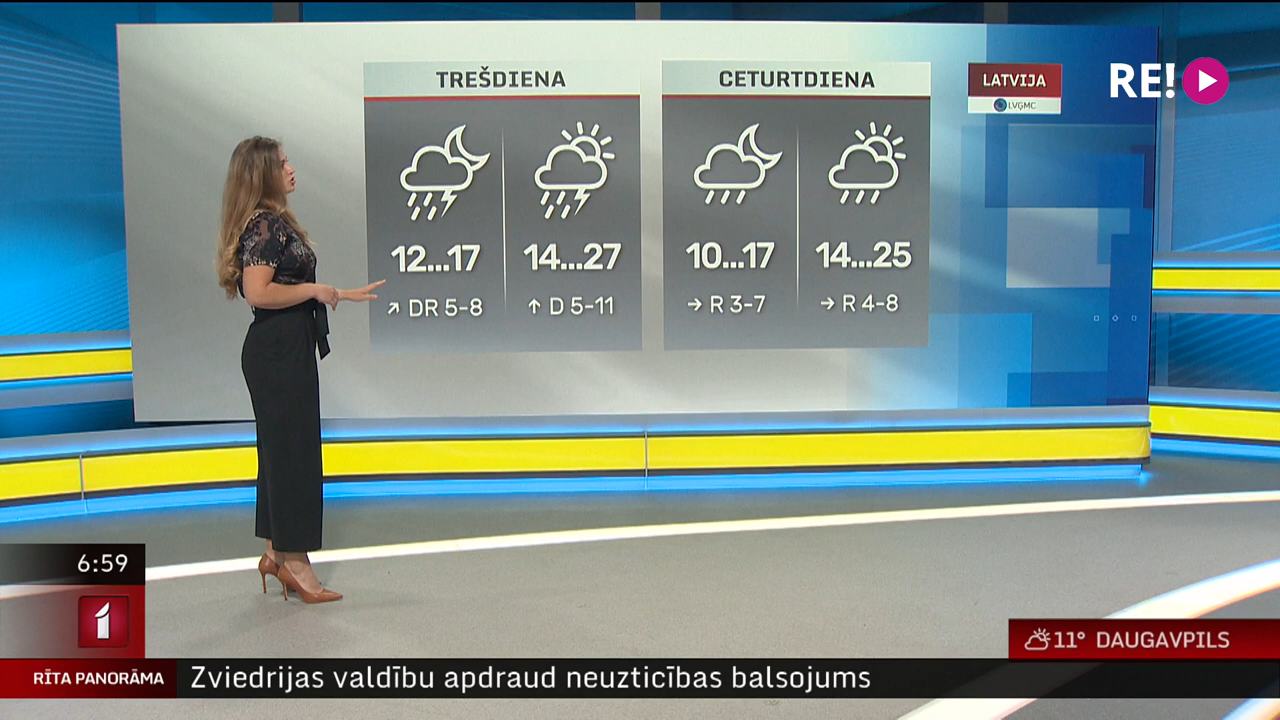 TREŠDIENA
12...17
14...27
↗ DR 5-8
↑ D 5-11
CETURTDIENA
10...17
14...25
→ R 3-7
→ R 4-8
LATVIJA
LVĢMC
RE!
6:59
1
11° DAUGAVPILS
RĪTA PANORĀMA
Zviedrijas valdību apdraud neuzticības balsojums